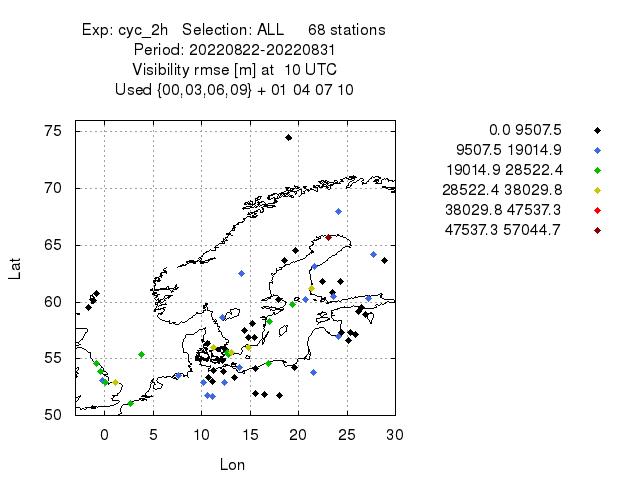 Exp: cyc_2h Selection: ALL 68 stations
Period: 20220822-20220831
Visibility rmse [m] at 10 UTC
Used {00,03,06,09} + 01 04 07 10
0.0 9507.5
9507.5 19014.9
19014.9 28522.4
28522.4 38029.8
38029.8 47537.3
47537.3 57044.7
75
70
65
60
55
50
Lat
0 5 10 15 20 25 30
Lon